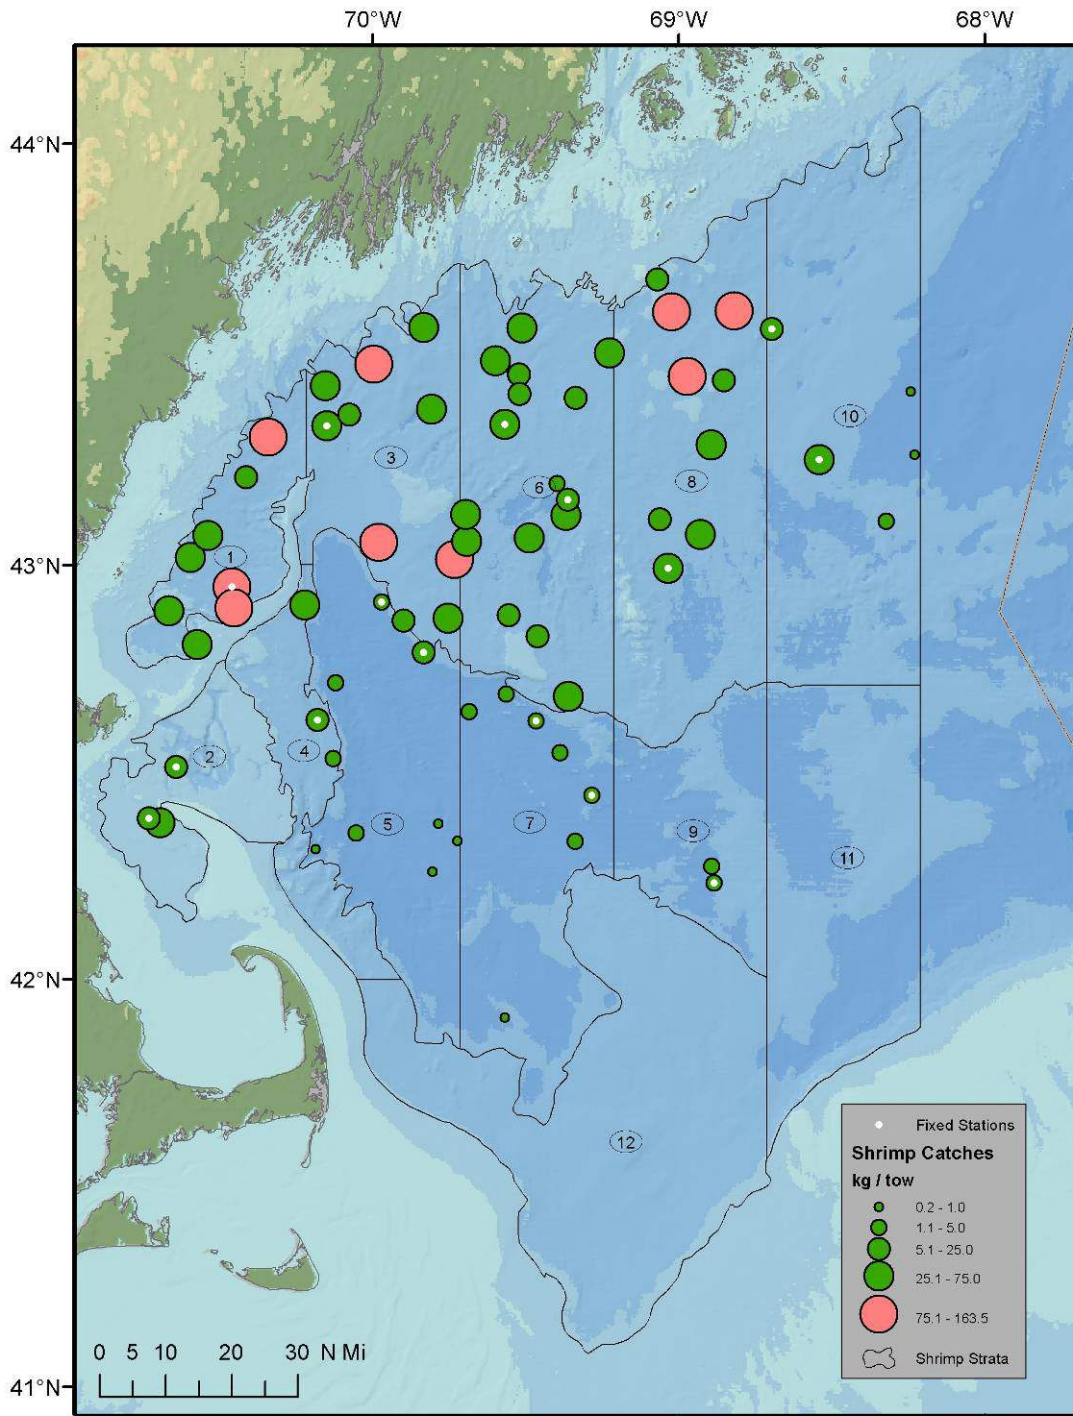 70°W 69°W 68°W
44°N
10
3
8
6
43°N
1
2
4
5
7
9
11
42°N
12
Fixed Stations
Shrimp Catches
kg / tow
0.2 - 1.0
1.1 - 5.0
5.1 - 25.0
25.1 - 75.0
75.1 - 163.5
Shrimp Strata
0 5 10 20 30 N Mi
41°N